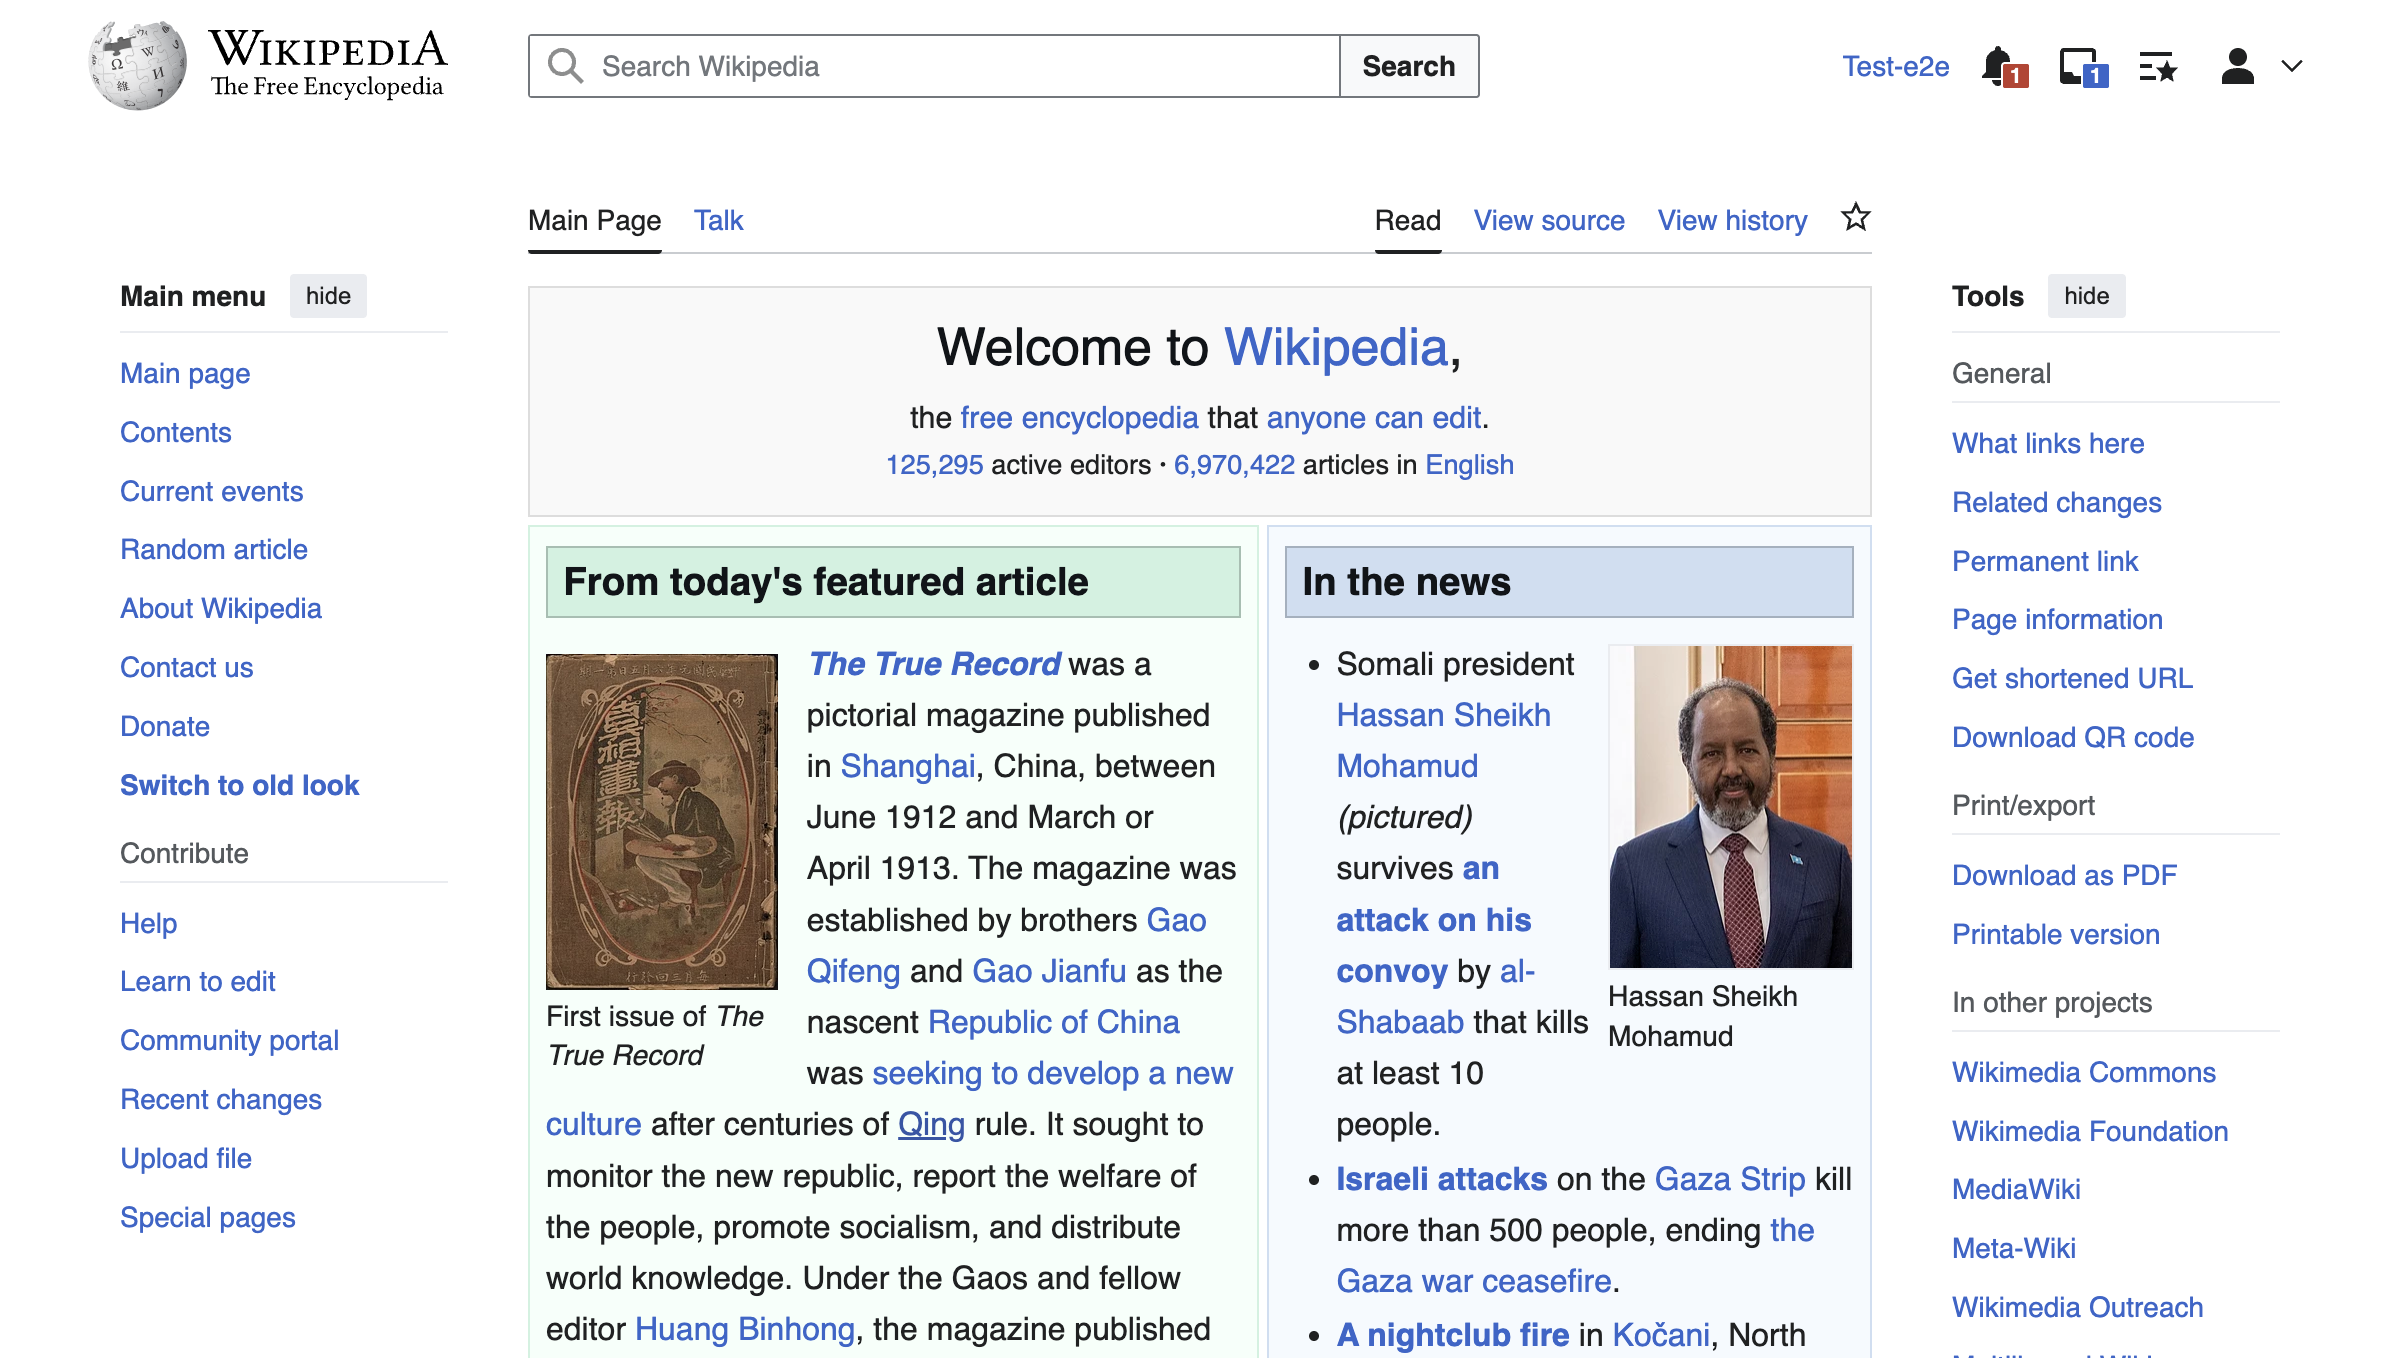 WIKIPEDIA
The Free Encyclopedia
Search Wikipedia
Search
Test-e2e
1
1
Main Page
Talk
Read
View source
View history
Main menu
hide
Main page
Contents
Current events
Random article
About Wikipedia
Contact us
Donate
Switch to old look
Contribute
Help
Learn to edit
Community portal
Recent changes
Upload file
Special pages
Welcome to Wikipedia,
the free encyclopedia that anyone can edit.
125,295 active editors · 6,970,422 articles in English
From today's featured article
The True Record was a
pictorial magazine published
in Shanghai, China, between
June 1912 and March or
April 1913. The magazine was
established by brothers Gao
Qifeng and Gao Jianfu as the
nascent Republic of China
was seeking to develop a new
culture after centuries of Qing rule. It sought to
monitor the new republic, report the welfare of
the people, promote socialism, and distribute
world knowledge. Under the Gaos and fellow
editor Huang Binhong, the magazine published
真相畫報
First issue of The
True Record
In the news
• Somali president
Hassan Sheikh
Mohamud
(pictured)
survives an
attack on his
convoy by al-
Shabaab that kills
at least 10
people.
Hassan Sheikh
Mohamud
• Israeli attacks on the Gaza Strip kill
more than 500 people, ending the
Gaza war ceasefire.
• A nightclub fire in Kočani, North
Tools
hide
General
What links here
Related changes
Permanent link
Page information
Get shortened URL
Download QR code
Print/export
Download as PDF
Printable version
In other projects
Wikimedia Commons
Wikimedia Foundation
MediaWiki
Meta-Wiki
Wikimedia Outreach